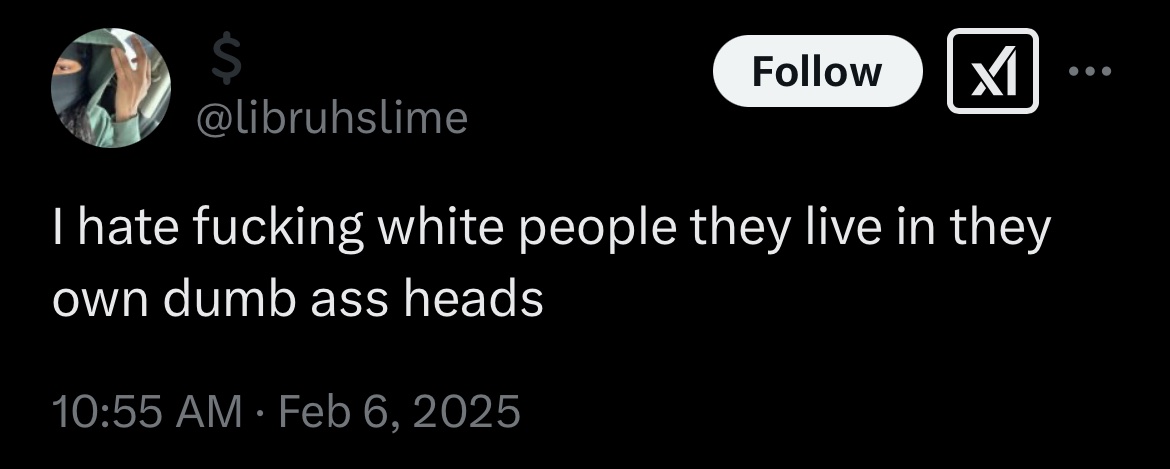 $
@libruhslime
Follow
I hate fucking white people they live in they
own dumb ass heads
10:55 AM · Feb 6, 2025